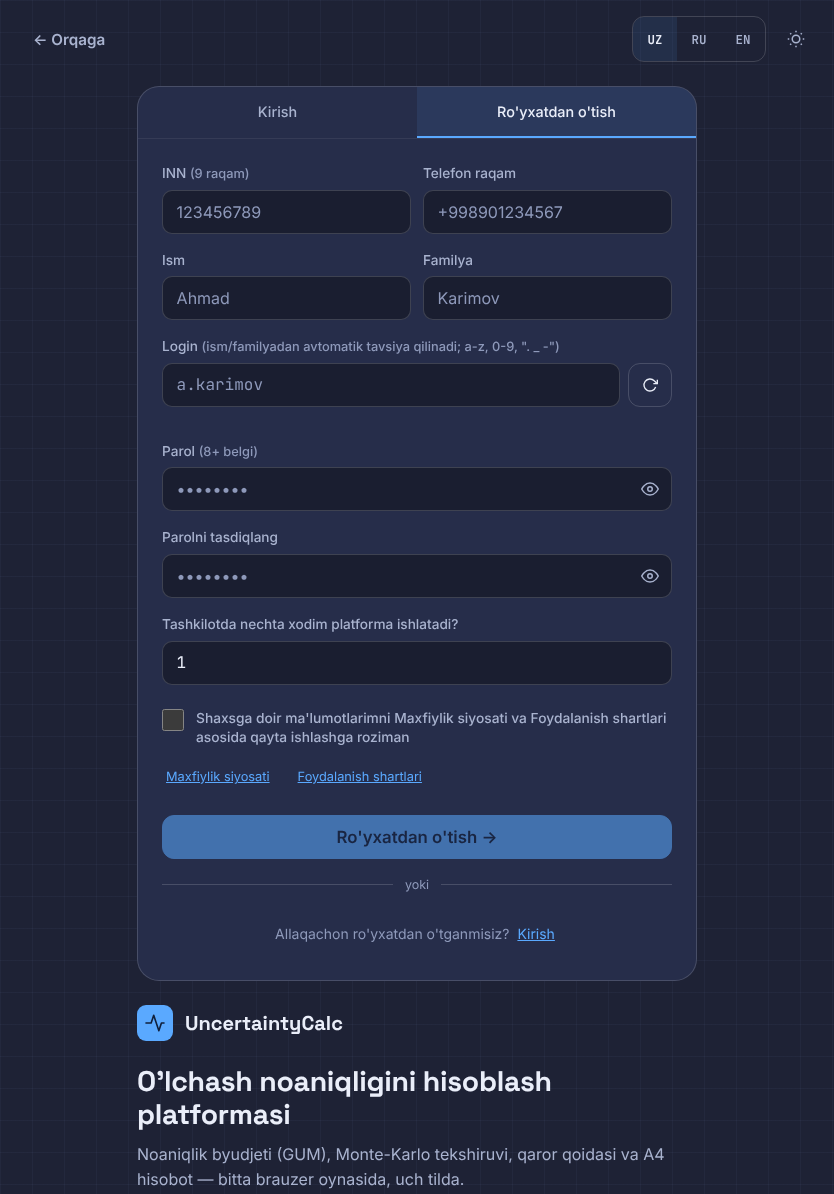 ← Orqaga
UZ RU EN
Kirish
Ro'yxatdan o'tish
INN (9 raqam)
Telefon raqam
123456789
+998901234567
Ism
Familya
Ahmad
Karimov
Login (ism/familyadan avtomatik tavsiya qilinadi; a-z, 0-9, ". _ -")
a.karimov
Parol (8+ belgi)
••••••••
Parolni tasdiqlang
••••••••
Tashkilotda nechta xodim platforma ishlatadi?
1
Shaxsga doir ma'lumotlarimni Maxfiylik siyosati va Foydalanish shartlari
asosida qayta ishlashga roziman
Maxfiylik siyosati
Foydalanish shartlari
Ro'yxatdan o'tish →
yoki
Allaqachon ro'yxatdan o'tganmisiz? Kirish
UncertaintyCalc
O’lchash noaniqligini hisoblash
platformasi
Noaniqlik byudjeti (GUM), Monte-Karlo tekshiruvi, qaror qoidasi va A4
hisobot — bitta brauzer oynasida, uch tilda.